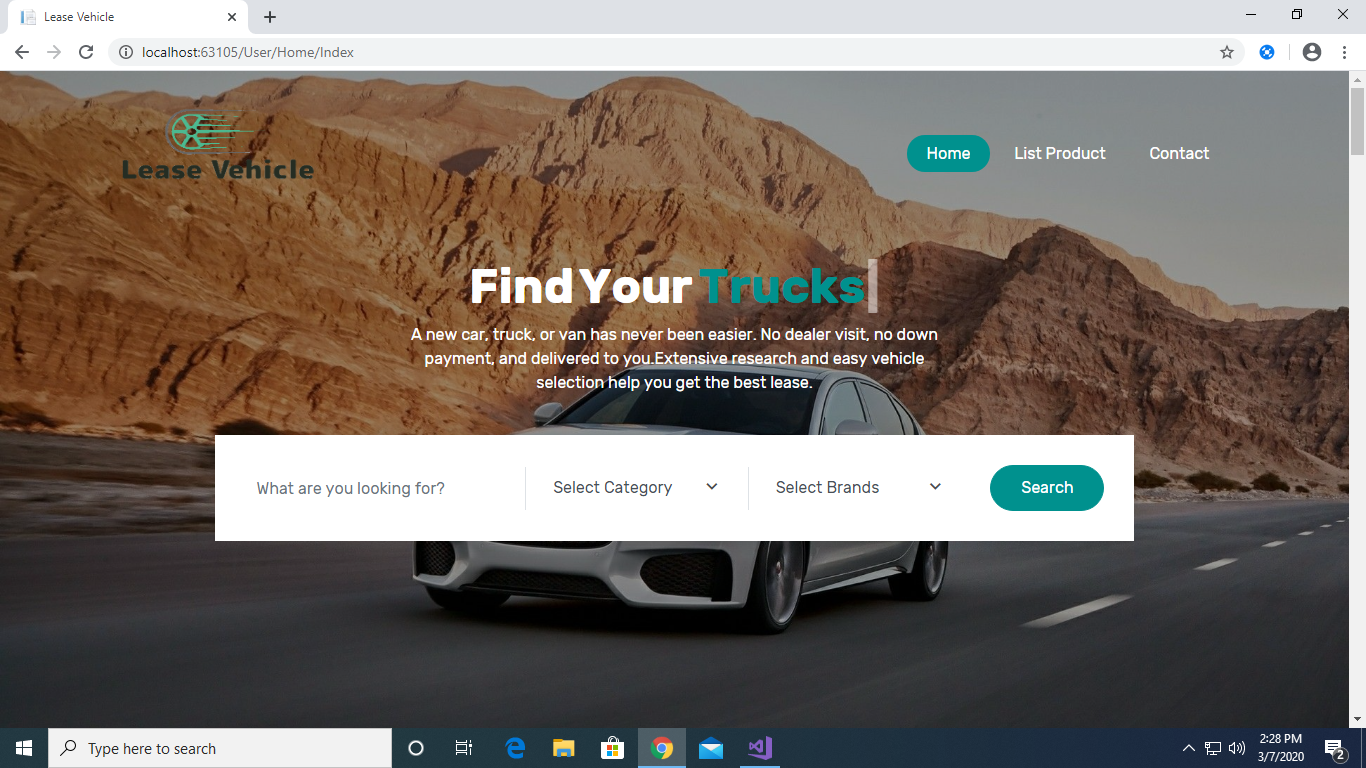 Lease Vehicle
localhost:63105/User/Home/Index
Lease Vehicle
Home
List Product
Contact
Find Your Trucks
A new car, truck, or van has never been easier. No dealer visit, no down
payment, and delivered to you.Extensive research and easy vehicle
selection help you get the best lease.
What are you looking for?
Select Category
Select Brands
Search
Type here to search
2:28 PM
3/7/2020
2